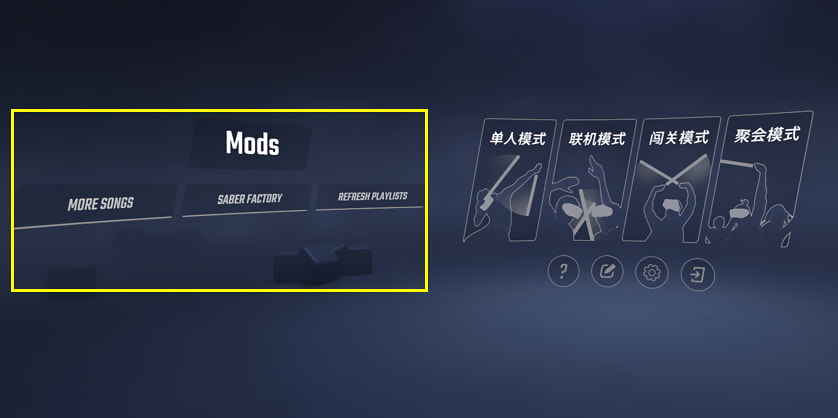 Mods
MORE SONGS
SABER FACTORY
REFRESH PLAYLISTS
单人模式
联机模式
闯关模式
聚会模式
?